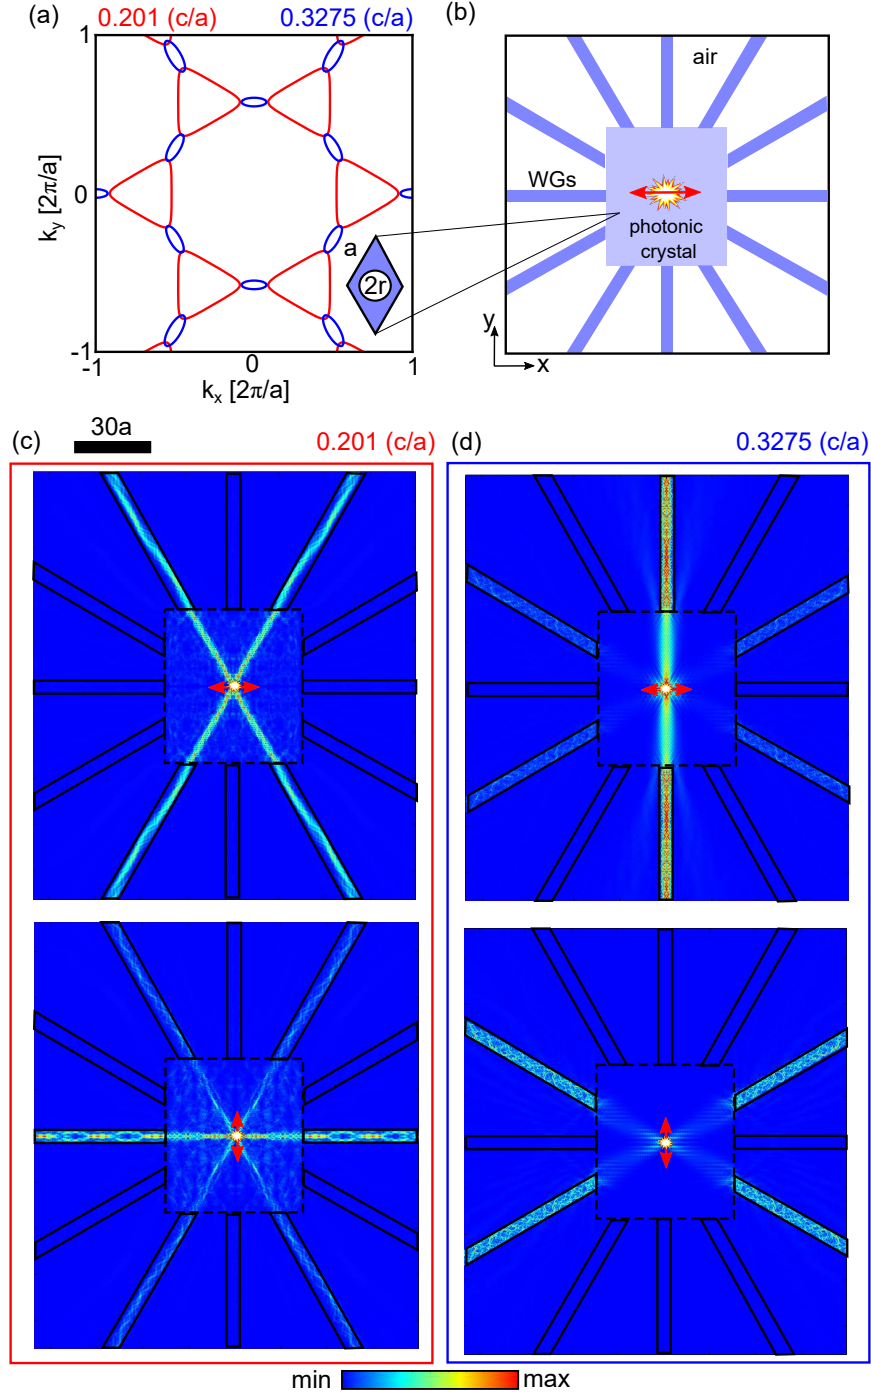 (a)
0.201 (c/a)
0.3275 (c/a)
1
0
-1
k_y [2π/a]
-1
0
1
k_x [2π/a]
a
2r
(b)
air
WGs
photonic
crystal
y
x
(c)
30a
0.201 (c/a)
(d)
0.3275 (c/a)
min
max